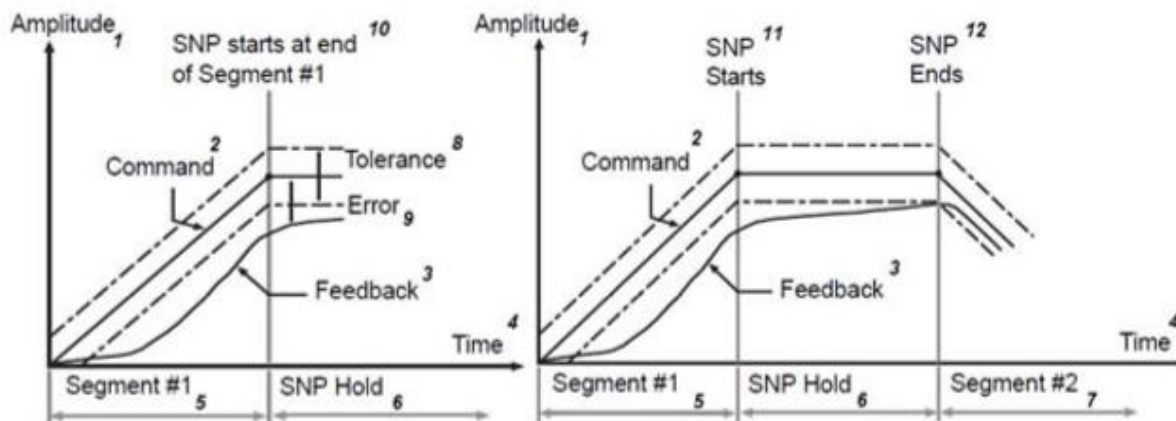 Amplitude 1
SNP starts at end 10
of Segment #1
Command 2
Tolerance 8
Error 9
Feedback 3
Time 4
Segment #1 5
SNP Hold 6
Amplitude 1
SNP 11
Starts
SNP 12
Ends
Command 2
Feedback 3
Time 4
Segment #1 5
SNP Hold 6
Segment #2 7